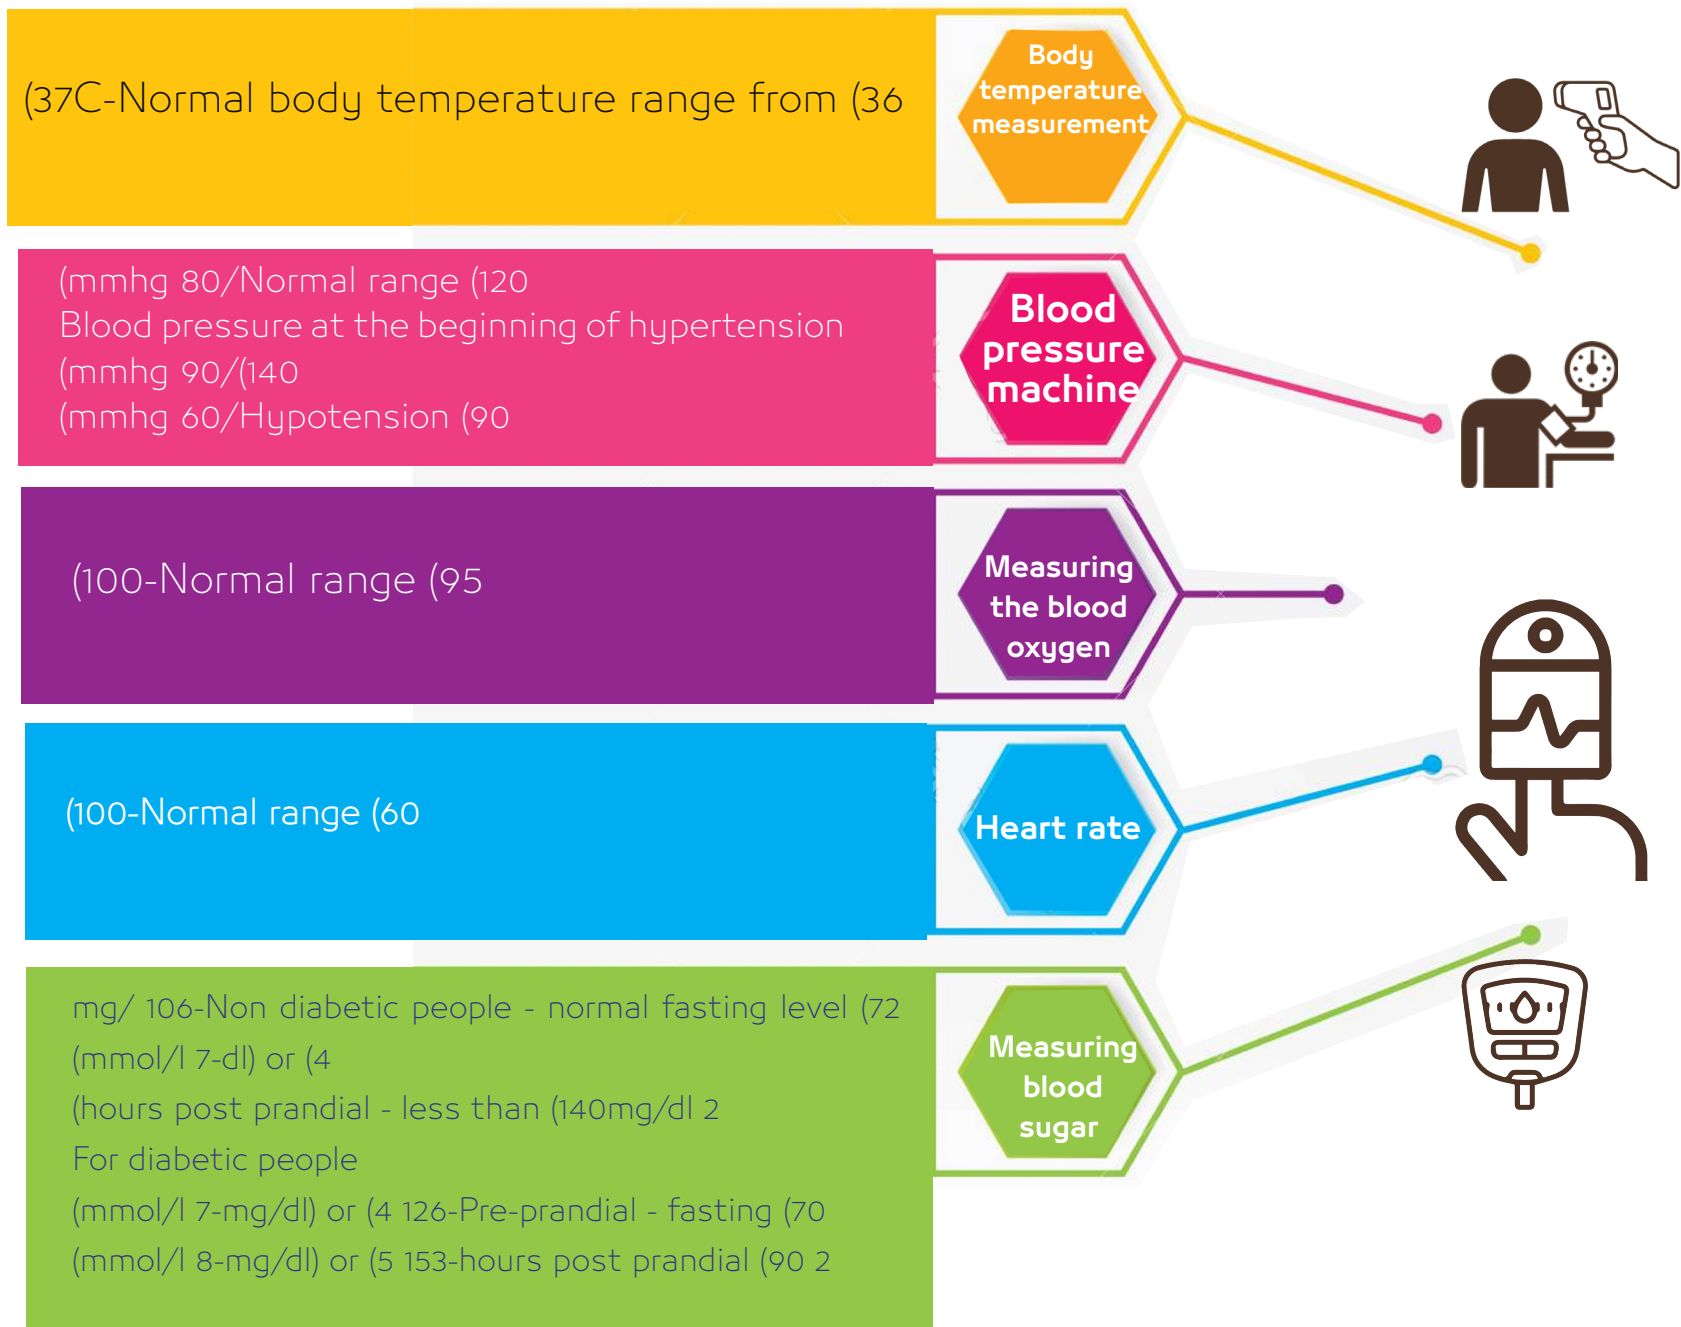 (37C-Normal body temperature range from (36
Body
temperature
measurement
(mmhg 80/Normal range (120
Blood pressure at the beginning of hypertension
(mmhg 90/(140
(mmhg 60/Hypotension (90
Blood
pressure
machine
(100-Normal range (95
Measuring
the blood
oxygen
(100-Normal range (60
Heart rate
mg/ 106-Non diabetic people - normal fasting level (72
(mmol/l 7-dl) or (4
(hours post prandial - less than (140mg/dl 2
For diabetic people
(mmol/l 7-mg/dl) or (4 126-Pre-prandial - fasting (70
(mmol/l 8-mg/dl) or (5 153-hours post prandial (90 2
Measuring
blood
sugar